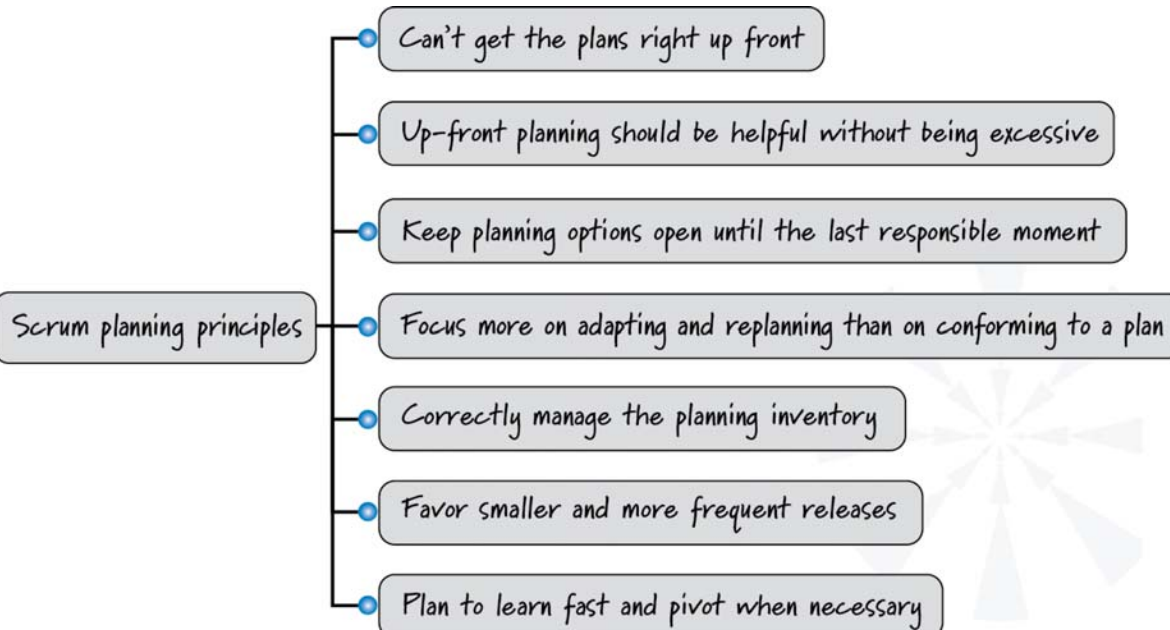 Can't get the plans right up front
Up-front planning should be helpful without being excessive
Keep planning options open until the last responsible moment
Scrum planning principles
Focus more on adapting and replanning than on conforming to a plan
Correctly manage the planning inventory
Favor smaller and more frequent releases
Plan to learn fast and pivot when necessary